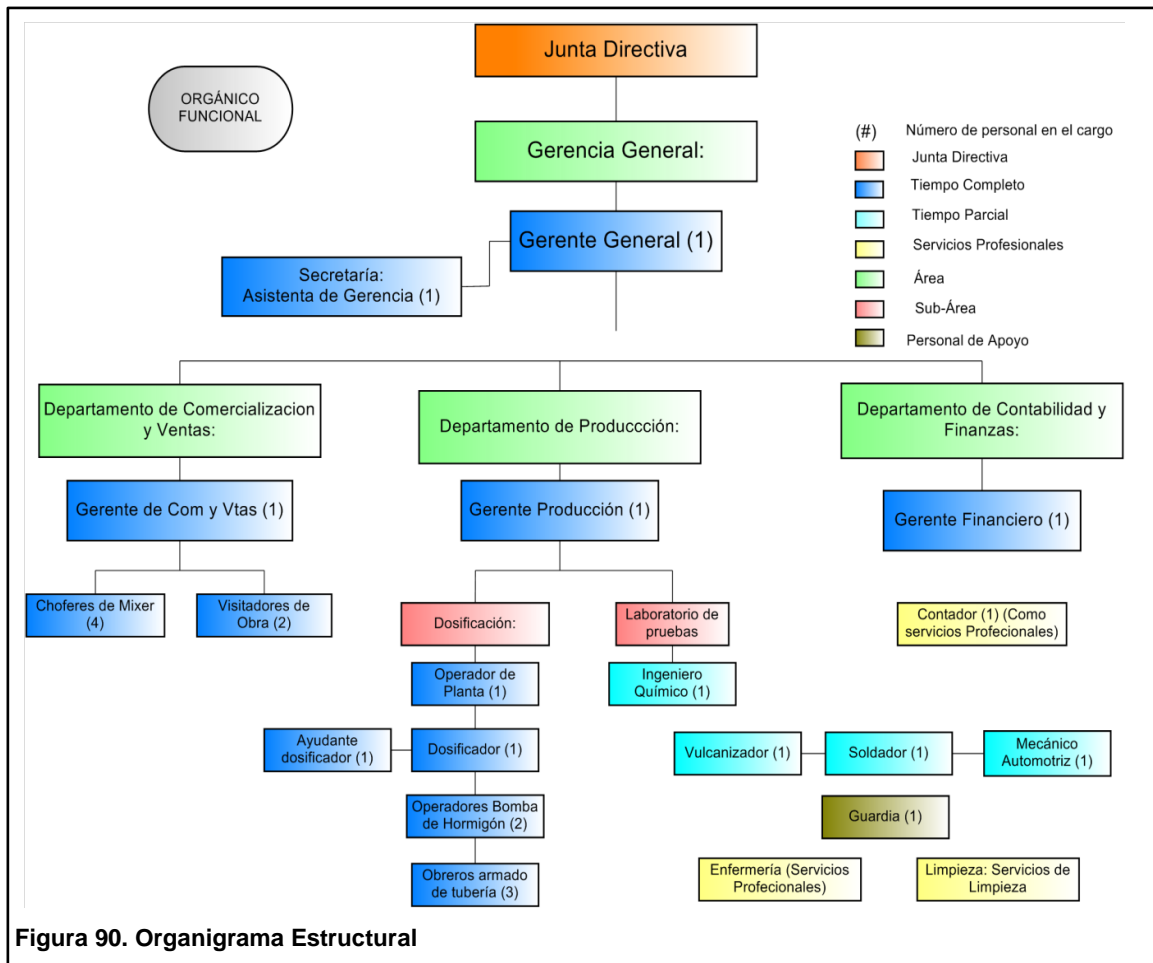 Junta Directiva
ORGÁNICO
FUNCIONAL
(#) Número de personal en el cargo
Junta Directiva
Tiempo Completo
Tiempo Parcial
Servicios Profesionales
Área
Sub-Área
Personal de Apoyo
Gerencia General:
Gerente General (1)
Secretaría:
Asistenta de Gerencia (1)
Departamento de Comercializacion
y Ventas:
Departamento de Produccción:
Departamento de Contabilidad y
Finanzas:
Gerente de Com y Vtas (1)
Gerente Producción (1)
Gerente Financiero (1)
Choferes de Mixer
(4)
Visitadores de
Obra (2)
Dosificación:
Laboratorio de
pruebas
Contador (1) (Como
servicios Profecionales)
Operador de
Planta (1)
Ingeniero
Químico (1)
Ayudante
dosificador (1)
Dosificador (1)
Vulcanizador (1)
Soldador (1)
Mecánico
Automotriz (1)
Operadores Bomba
de Hormigón (2)
Guardia (1)
Obreros armado
de tubería (3)
Enfermería (Servicios
Profecionales)
Limpieza: Servicios de
Limpieza
Figura 90. Organigrama Estructural